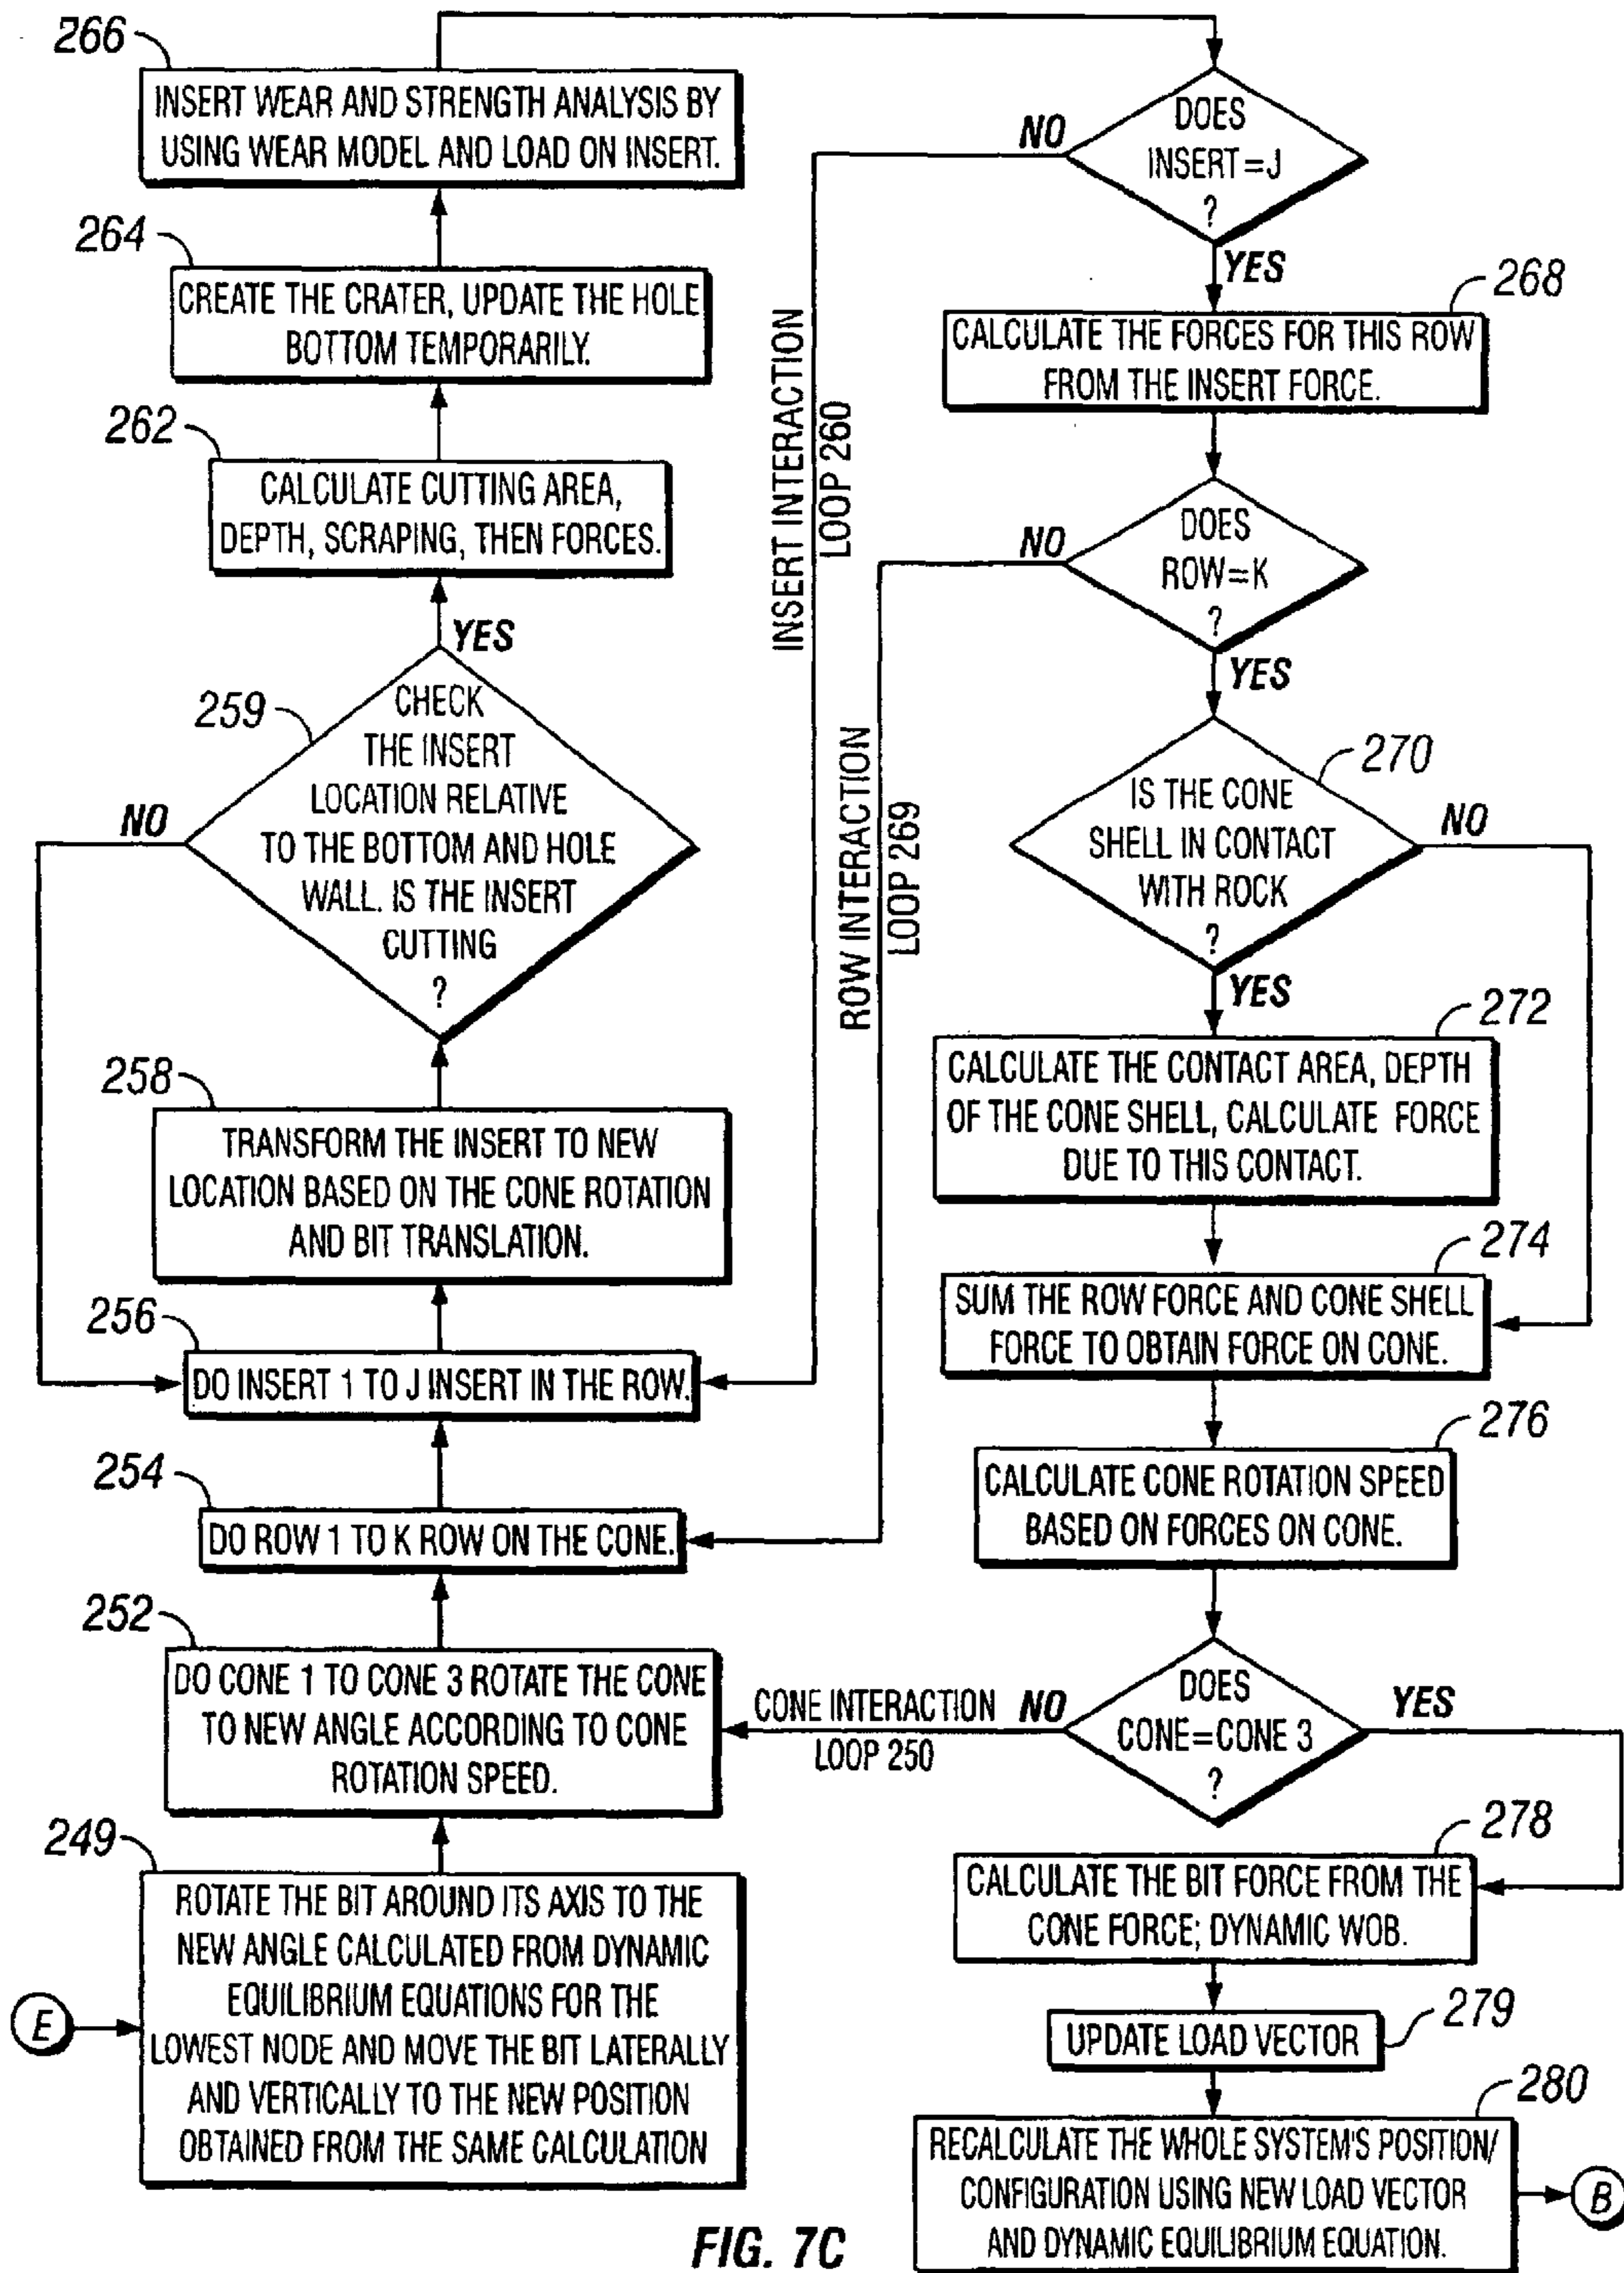 266
INSERT WEAR AND STRENGTH ANALYSIS BY
USING WEAR MODEL AND LOAD ON INSERT.
264
CREATE THE CRATER, UPDATE THE HOLE
BOTTOM TEMPORARILY.
262
CALCULATE CUTTING AREA,
DEPTH, SCRAPING, THEN FORCES.
YES
259
CHECK
THE INSERT
LOCATION RELATIVE
TO THE BOTTOM AND HOLE
WALL. IS THE INSERT
CUTTING
?
NO
258
TRANSFORM THE INSERT TO NEW
LOCATION BASED ON THE CONE ROTATION
AND BIT TRANSLATION.
256
DO INSERT 1 TO J INSERT IN THE ROW.
254
DO ROW 1 TO K ROW ON THE CONE.
252
DO CONE 1 TO CONE 3 ROTATE THE CONE
TO NEW ANGLE ACCORDING TO CONE
ROTATION SPEED.
249
ROTATE THE BIT AROUND ITS AXIS TO THE
NEW ANGLE CALCULATED FROM DYNAMIC
EQUILIBRIUM EQUATIONS FOR THE
LOWEST NODE AND MOVE THE BIT LATERALLY
AND VERTICALLY TO THE NEW POSITION
OBTAINED FROM THE SAME CALCULATION
E
INSERT INTERACTION
LOOP 260
ROW INTERACTION
LOOP 269
DOES
INSERT=J
?
NO
YES
268
CALCULATE THE FORCES FOR THIS ROW
FROM THE INSERT FORCE.
DOES
ROW=K
?
NO
YES
270
IS THE CONE
SHELL IN CONTACT
WITH ROCK
?
NO
YES
272
CALCULATE THE CONTACT AREA, DEPTH
OF THE CONE SHELL, CALCULATE FORCE
DUE TO THIS CONTACT.
274
SUM THE ROW FORCE AND CONE SHELL
FORCE TO OBTAIN FORCE ON CONE.
276
CALCULATE CONE ROTATION SPEED
BASED ON FORCES ON CONE.
DOES
CONE=CONE 3
?
NO
YES
CONE INTERACTION
LOOP 250
278
CALCULATE THE BIT FORCE FROM THE
CONE FORCE; DYNAMIC WOB.
279
UPDATE LOAD VECTOR
280
RECALCULATE THE WHOLE SYSTEM'S POSITION/
CONFIGURATION USING NEW LOAD VECTOR
AND DYNAMIC EQUILIBRIUM EQUATION.
B
FIG. 7C